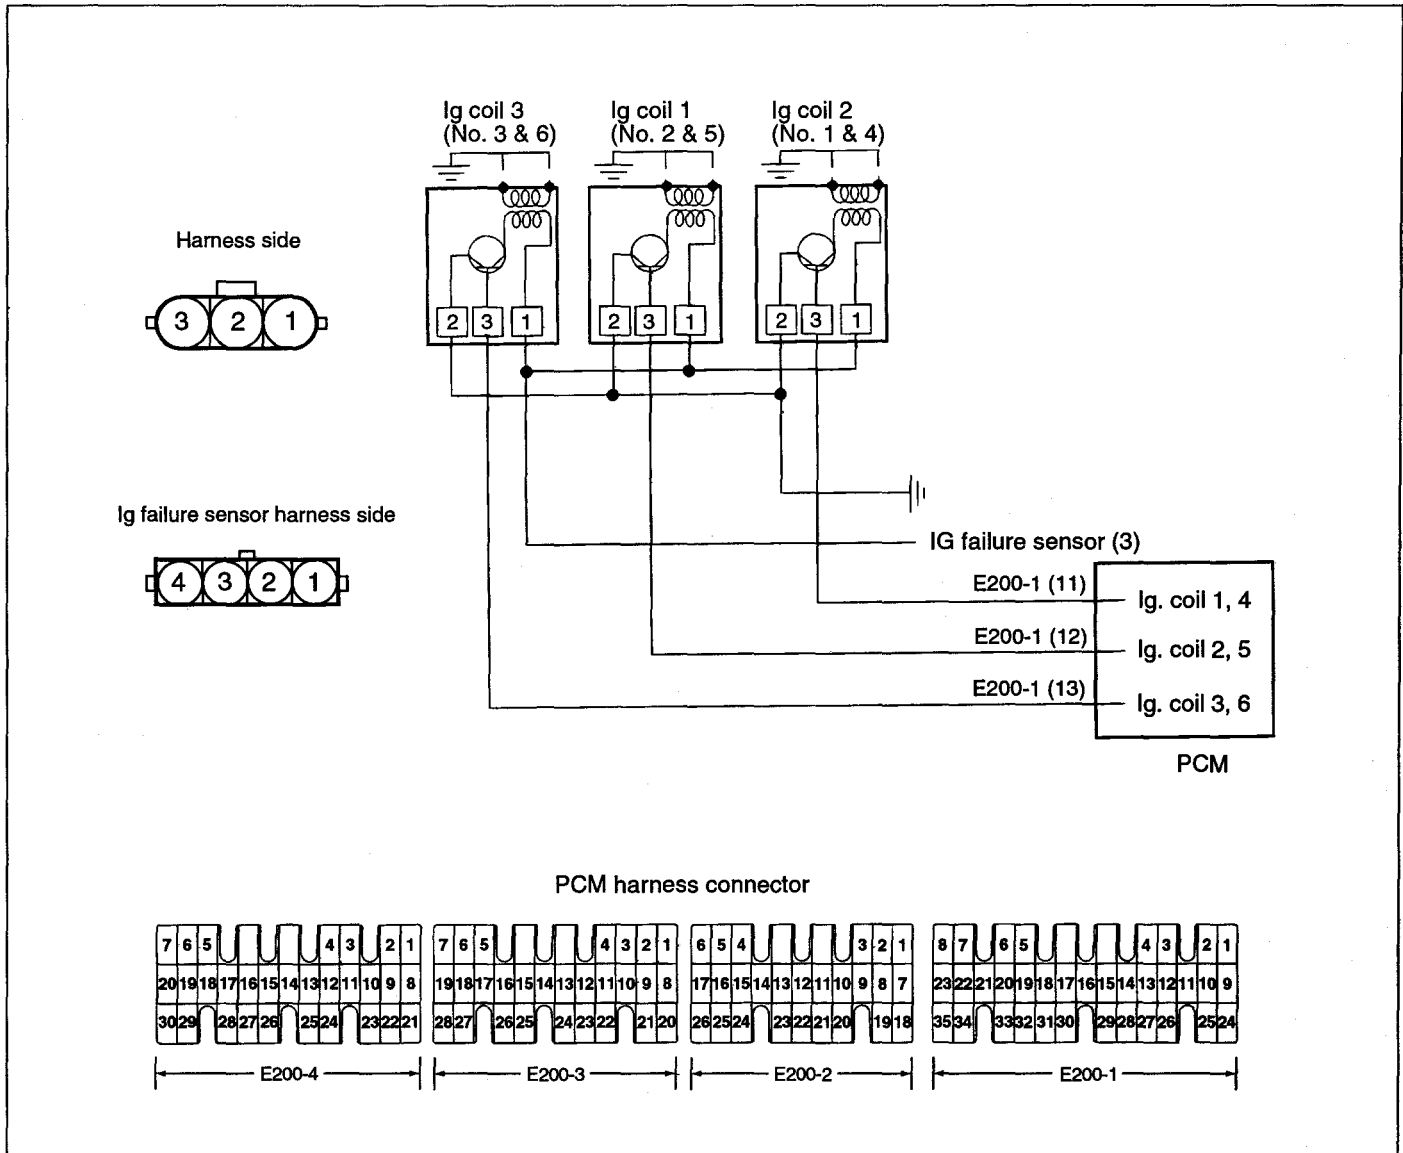 Ig coil 3 Ig coil 1 Ig coil 2
(No. 3 & 6) (No. 2 & 5) (No. 1 & 4)
Harness side
3 2 1
2 3 1 2 3 1 2 3 1
Ig failure sensor harness side
4 3 2 1
IG failure sensor (3)
E200-1 (11) Ig. coil 1, 4
E200-1 (12) Ig. coil 2, 5
E200-1 (13) Ig. coil 3, 6
PCM
PCM harness connector
7 6 5 4 3 2 1 7 6 5 4 3 2 1 6 5 4 3 2 1 8 7 6 5 4 3 2 1
20 19 18 17 16 15 14 13 12 11 10 9 8 19 18 17 16 15 14 13 12 11 10 9 8 17 16 15 14 13 12 11 10 9 8 7 23 22 21 20 19 18 17 16 15 14 13 12 11 10 9
30 29 28 27 26 25 24 23 22 21 28 27 26 25 24 23 22 21 20 26 25 24 23 22 21 20 19 18 35 34 33 32 31 30 29 28 27 26 25 24
E200-4 E200-3 E200-2 E200-1